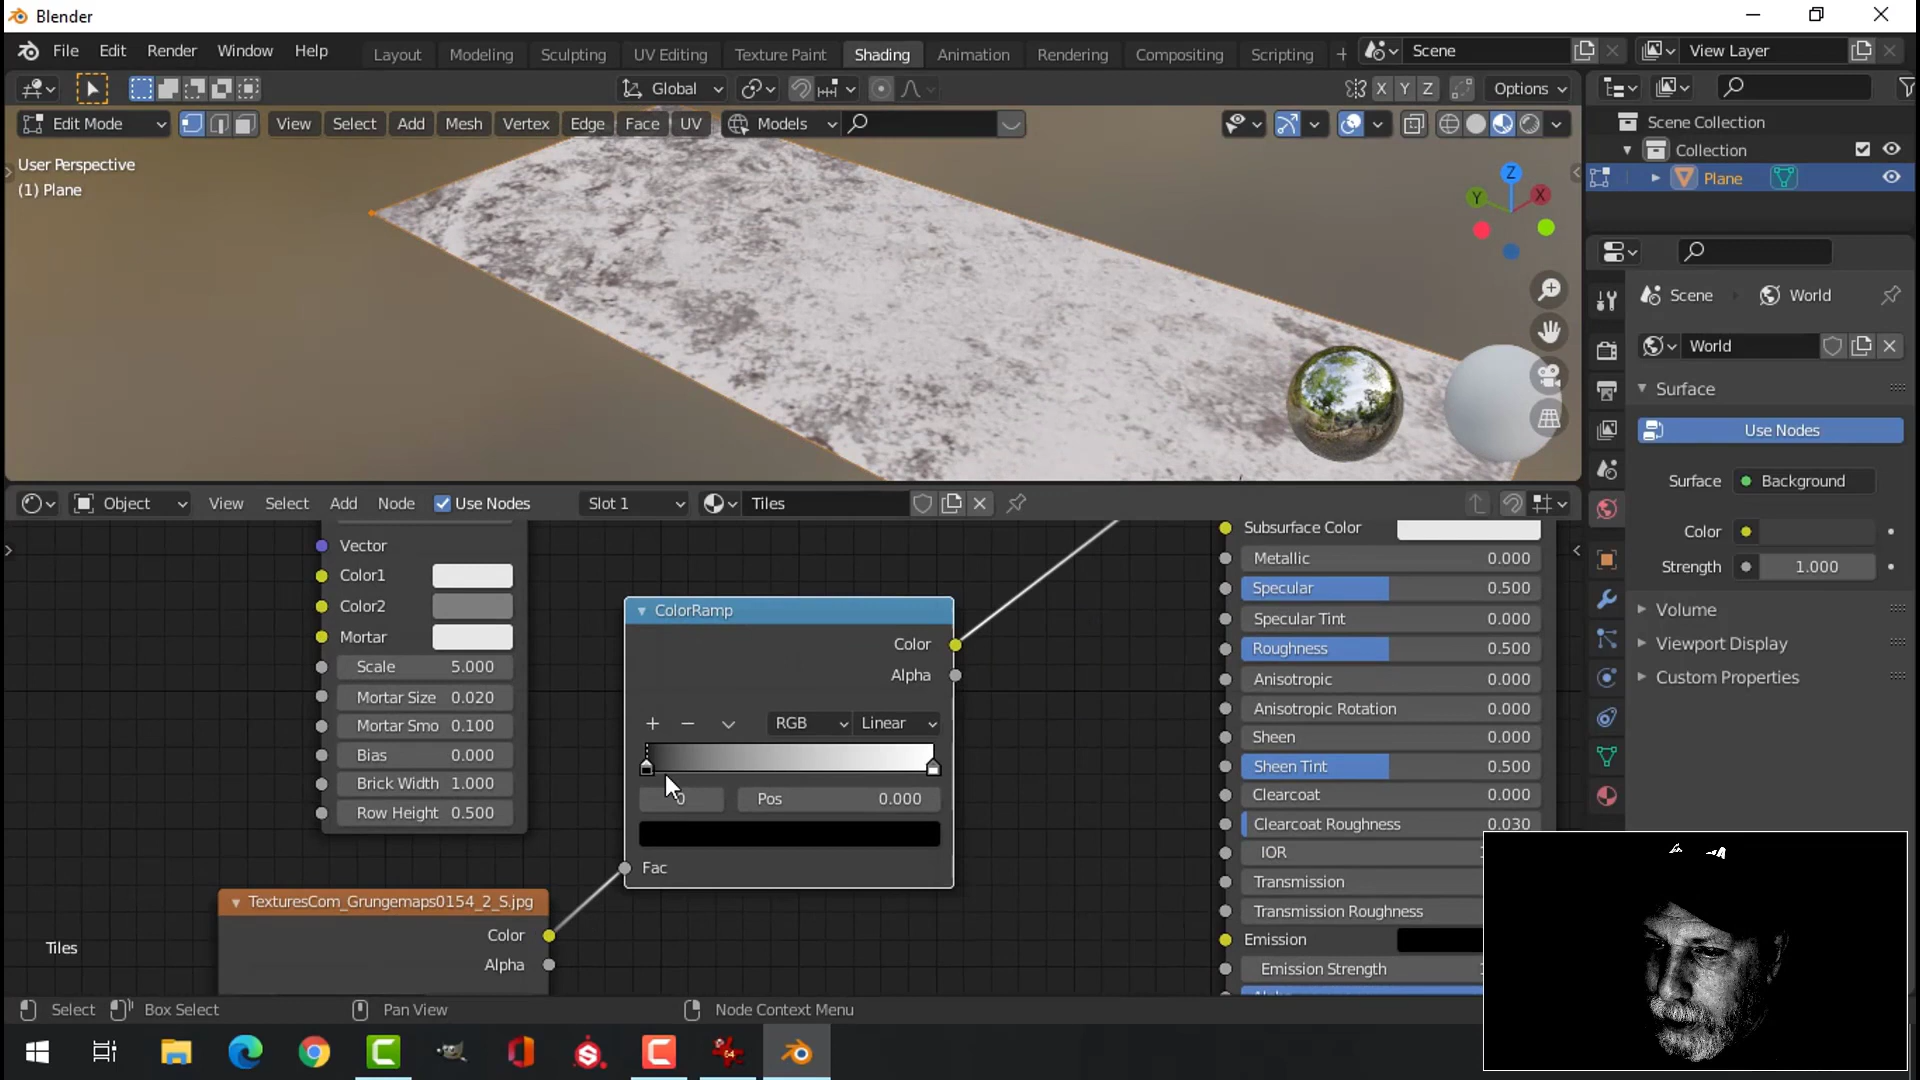 Blender
File Edit Render Window Help
Layout Modeling Sculpting UV Editing Texture Paint Shading Animation Rendering Compositing Scripting +
Scene
View Layer
Global
X Y Z
Options
Edit Mode
View Select Add Mesh Vertex Edge Face UV
Models
User Perspective
(1) Plane
Z
Y
X
Scene Collection
Collection
Plane
Scene
World
World
Surface
Use Nodes
Surface
Background
Color
Strength
1.000
Volume
Viewport Display
Custom Properties
Object
View Select Add Node
Use Nodes
Slot 1
Tiles
Vector
Color1
Color2
Mortar
Scale 5.000
Mortar Size 0.020
Mortar Smo 0.100
Bias 0.000
Brick Width 1.000
Row Height 0.500
ColorRamp
Color
Alpha
+ −
RGB
Linear
0
Pos 0.000
Fac
TexturesCom_Grungemaps0154_2_S.jpg
Color
Alpha
Tiles
Subsurface Color
Metallic 0.000
Specular 0.500
Specular Tint 0.000
Roughness 0.500
Anisotropic 0.000
Anisotropic Rotation 0.000
Sheen 0.000
Sheen Tint 0.500
Clearcoat 0.000
Clearcoat Roughness 0.030
IOR
Transmission
Transmission Roughness
Emission
Emission Strength
Select
Box Select
Pan View
Node Context Menu